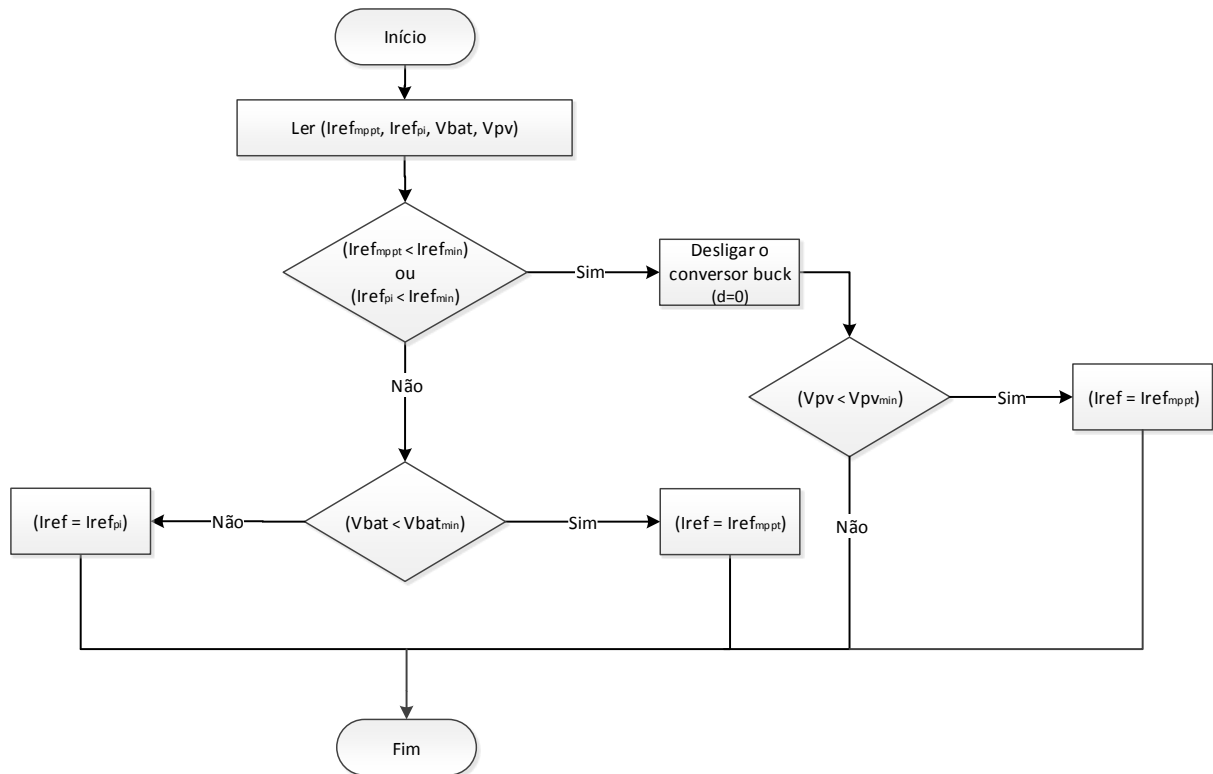 Início
Ler (Irefmppt, Irefpi, Vbat, Vpv)
(Irefmppt < Irefmin)
ou
(Irefpi < Irefmin)
Sim
Desligar o
conversor buck
(d=0)
Não
(Vpv < Vpvmin)
Sim
(Iref = Irefmppt)
(Iref = Irefpi)
Não
(Vbat < Vbatmin)
Sim
(Iref = Irefmppt)
Não
Fim